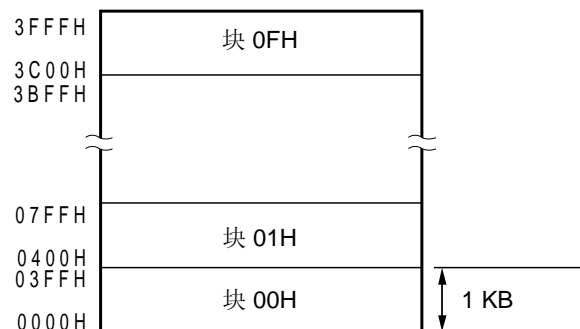 3FFFH
块 0FH
3C00H
3BFFH
07FFH
块 01H
0400H
03FFH
块 00H
1 KB
0000H